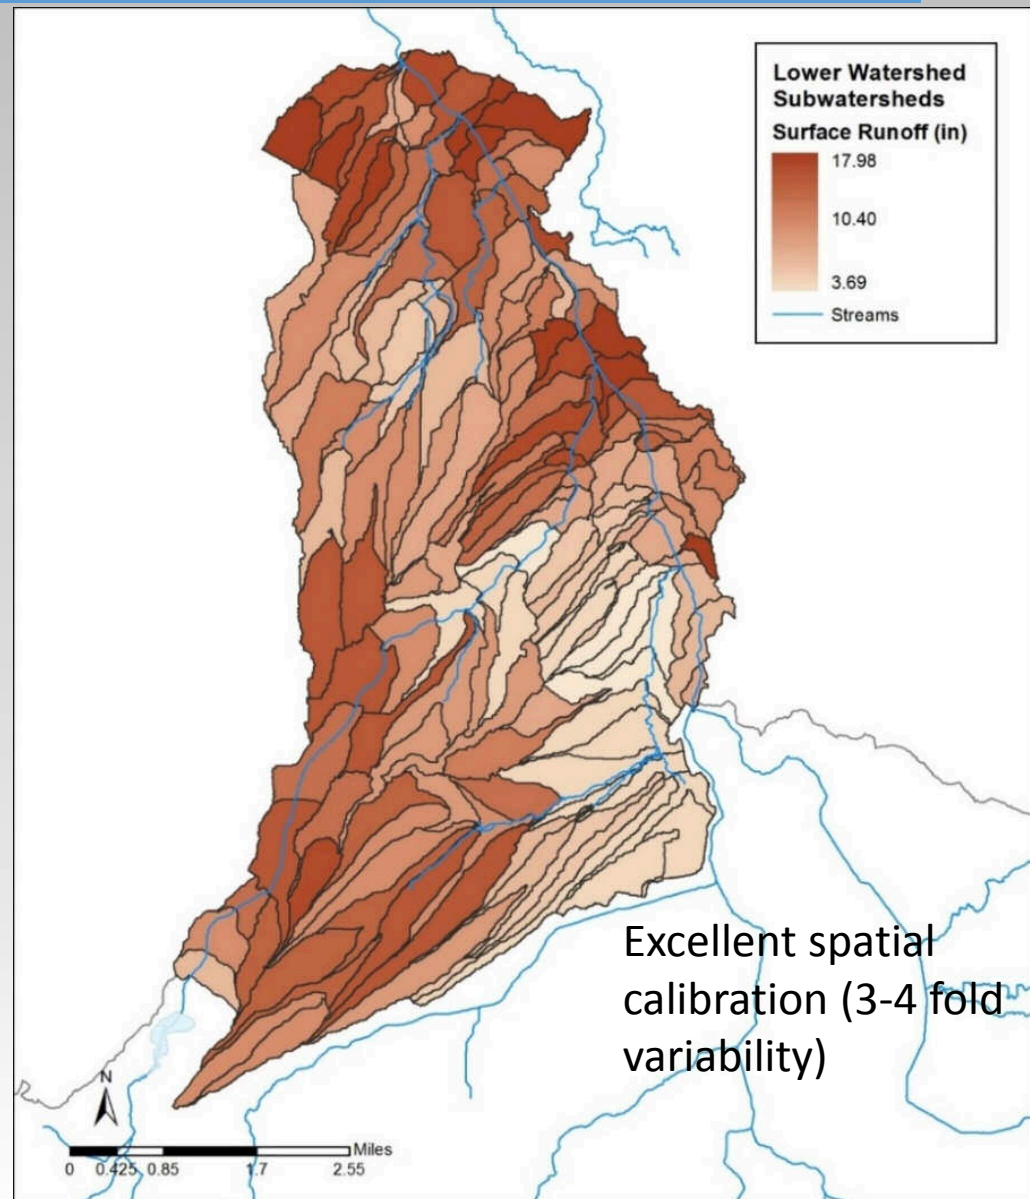 Lower Watershed
Subwatersheds
Surface Runoff (in)
17.98
10.40
3.69
Streams
Excellent spatial
calibration (3-4 fold
variability)
N
Miles
0 0.425 0.85 1.7 2.55